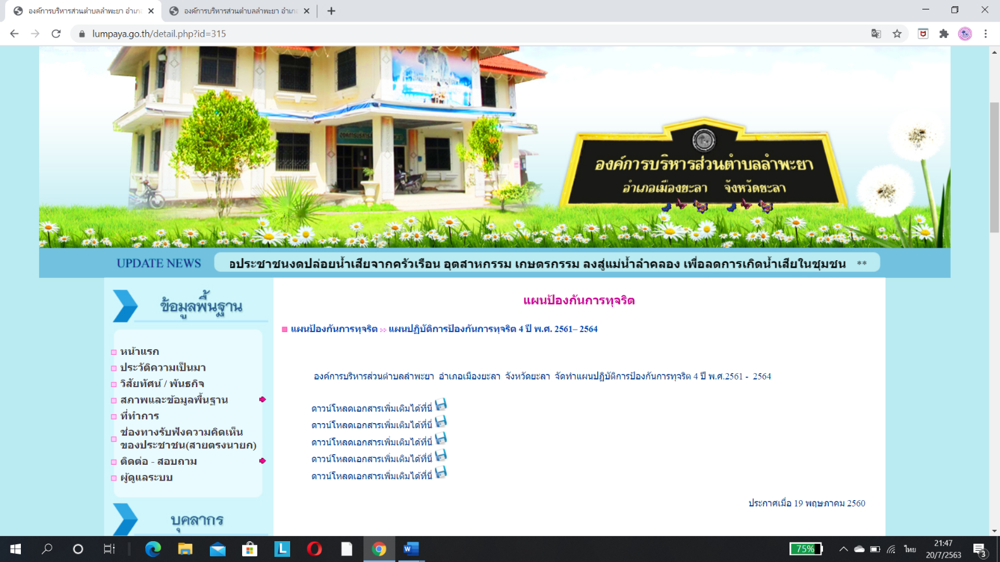 องค์การบริหารส่วนตำบลลำพะยา อำเภ
องค์การบริหารส่วนตำบลลำพะยา อำเภ
lumpaya.go.th/detail.php?id=315
องค์การบริหารส่วนตำบลลำพะยา
อำเภอเมืองยะลา จังหวัดยะลา
UPDATE NEWS
อประชาชนงดปล่อยน้ำเสียจากครัวเรือน อุตสาหกรรม เกษตรกรรม ลงสู่แม่น้ำลำคลอง เพื่อลดการเกิดน้ำเสียในชุมชน **
ข้อมูลพื้นฐาน
หน้าแรก
ประวัติความเป็นมา
วิสัยทัศน์ / พันธกิจ
สภาพและข้อมูลพื้นฐาน
ที่ทำการ
ช่องทางรับฟังความคิดเห็น
ของประชาชน(สายตรงนายก)
ติดต่อ - สอบถาม
ผู้ดูแลระบบ
บุคลากร
แผนป้องกันการทุจริต
แผนป้องกันการทุจริต >> แผนปฏิบัติการป้องกันการทุจริต 4 ปี พ.ศ. 2561– 2564
องค์การบริหารส่วนตำบลลำพะยา อำเภอเมืองยะลา จังหวัดยะลา จัดทำแผนปฏิบัติการป้องกันการทุจริต 4 ปี พ.ศ.2561 - 2564
ดาวน์โหลดเอกสารเพิ่มเติมได้ที่นี่
ดาวน์โหลดเอกสารเพิ่มเติมได้ที่นี่
ดาวน์โหลดเอกสารเพิ่มเติมได้ที่นี่
ดาวน์โหลดเอกสารเพิ่มเติมได้ที่นี่
ดาวน์โหลดเอกสารเพิ่มเติมได้ที่นี่
ประกาศเมื่อ 19 พฤษภาคม 2560
75%
ไทย
21:47
20/7/2563
3